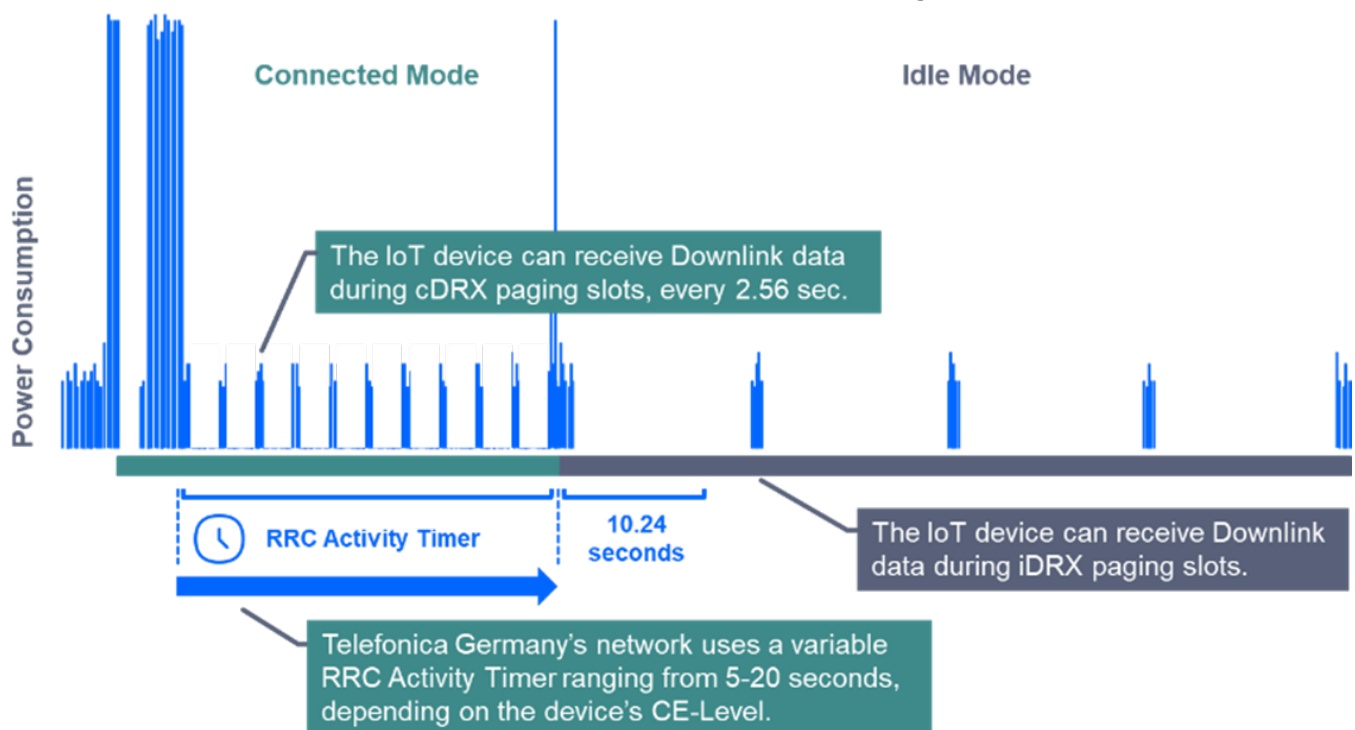 Connected Mode
Idle Mode
Power Consumption
The IoT device can receive Downlink data
during cDRX paging slots, every 2.56 sec.
RRC Activity Timer
10.24
seconds
The IoT device can receive Downlink
data during iDRX paging slots.
Telefonica Germany's network uses a variable
RRC Activity Timer ranging from 5-20 seconds,
depending on the device's CE-Level.